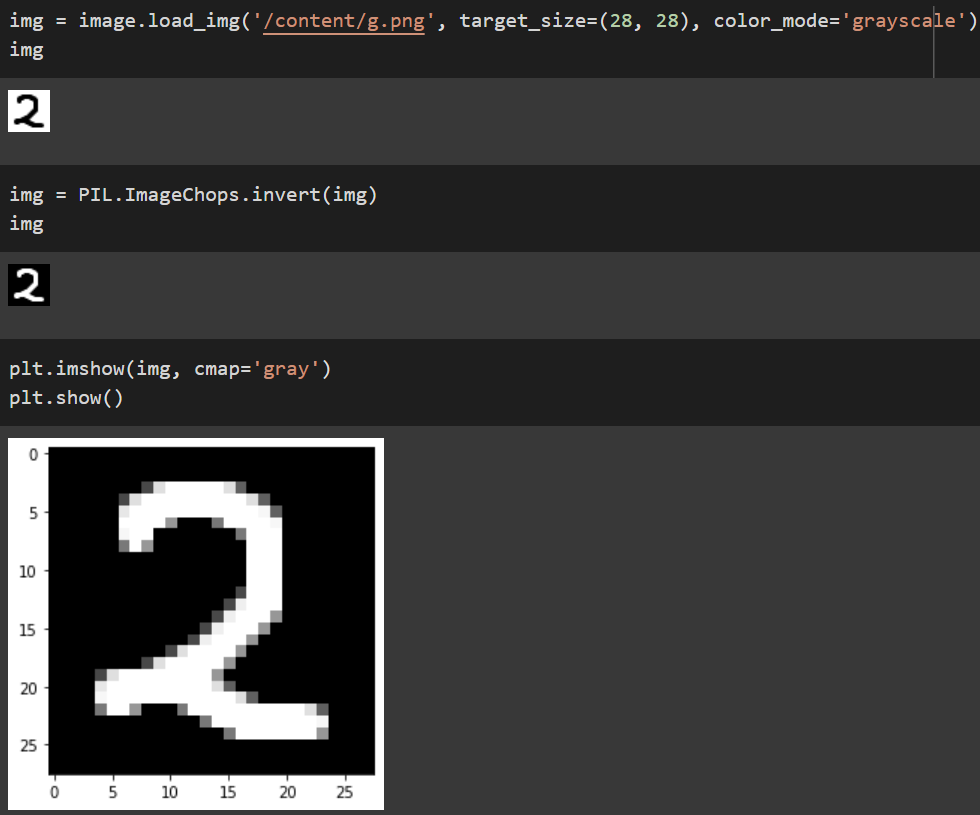 img = image.load_img('/content/g.png', target_size=(28, 28), color_mode='grayscale')
img
2
img = PIL.ImageChops.invert(img)
img
2
plt.imshow(img, cmap='gray')
plt.show()
0
5
10
15
20
25
2
0 5 10 15 20 25